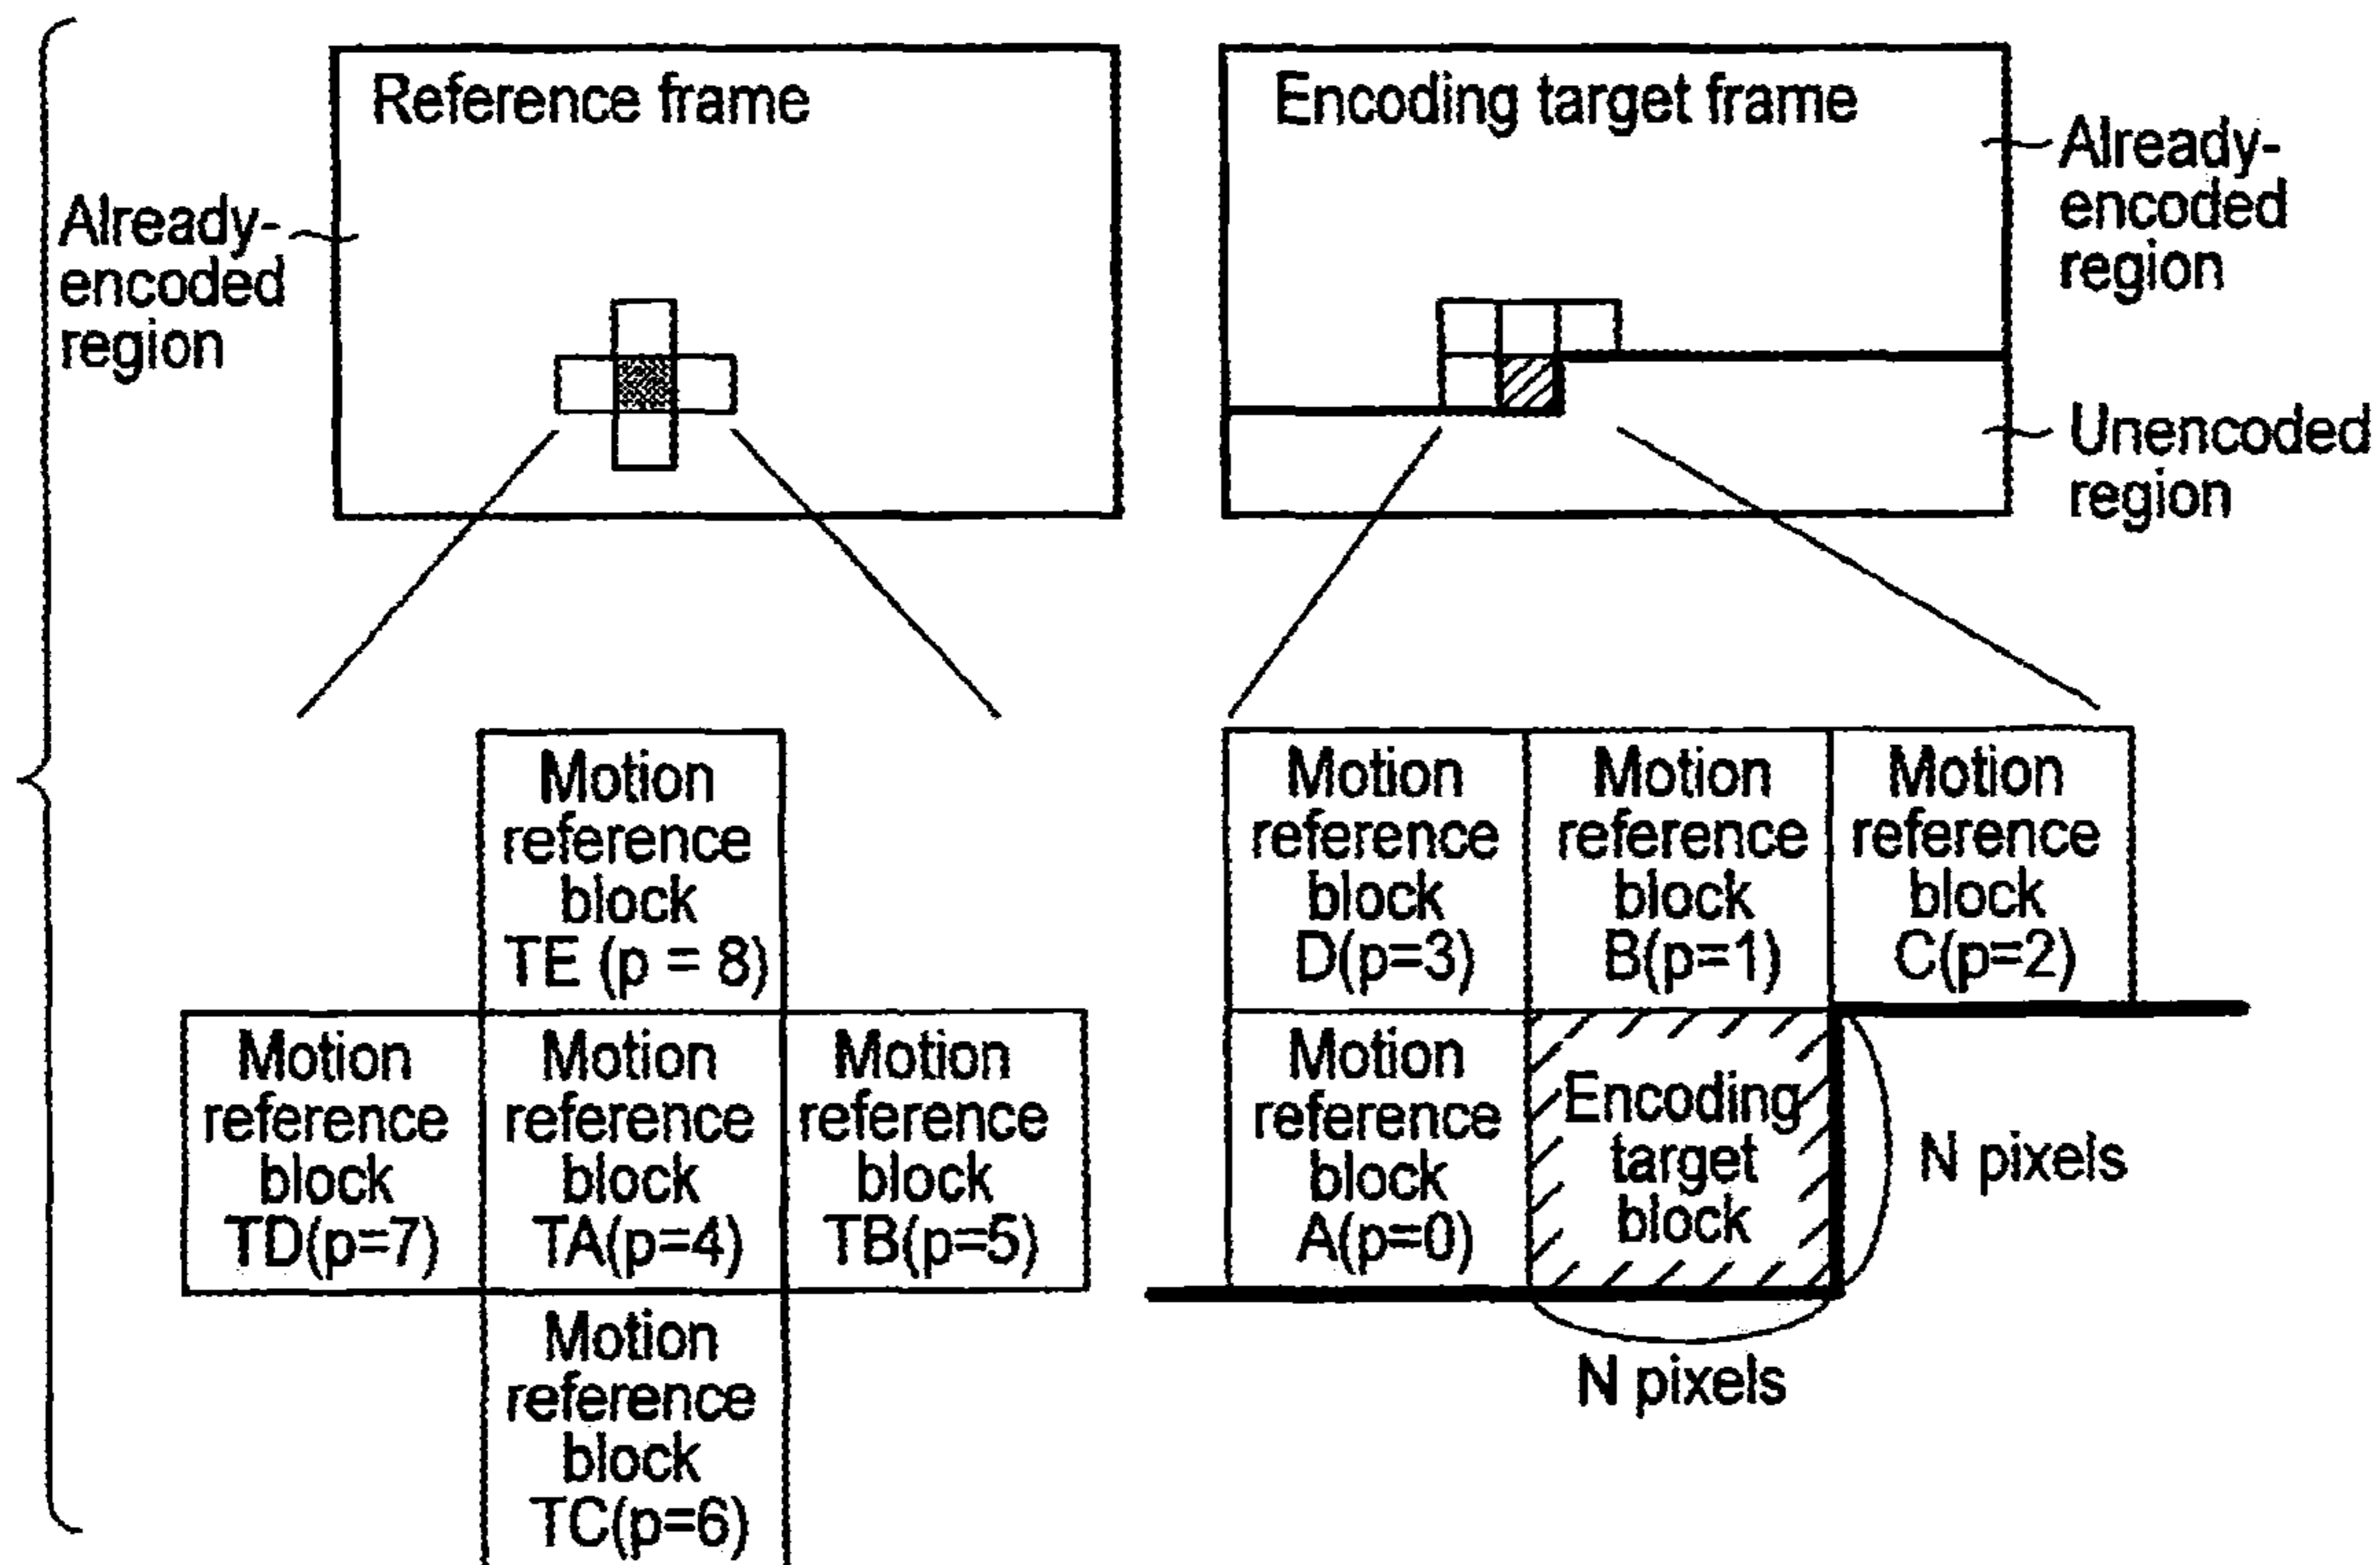 Reference frame
Already-
encoded
region
Encoding target frame
Already-
encoded
region
Unencoded
region
Motion
reference
block
TE (p = 8)
Motion
reference
block
TD(p=7)
Motion
reference
block
TA(p=4)
Motion
reference
block
TB(p=5)
Motion
reference
block
TC(p=6)
Motion
reference
block
D(p=3)
Motion
reference
block
B(p=1)
Motion
reference
block
C(p=2)
Motion
reference
block
A(p=0)
Encoding
target
block
N pixels
N pixels